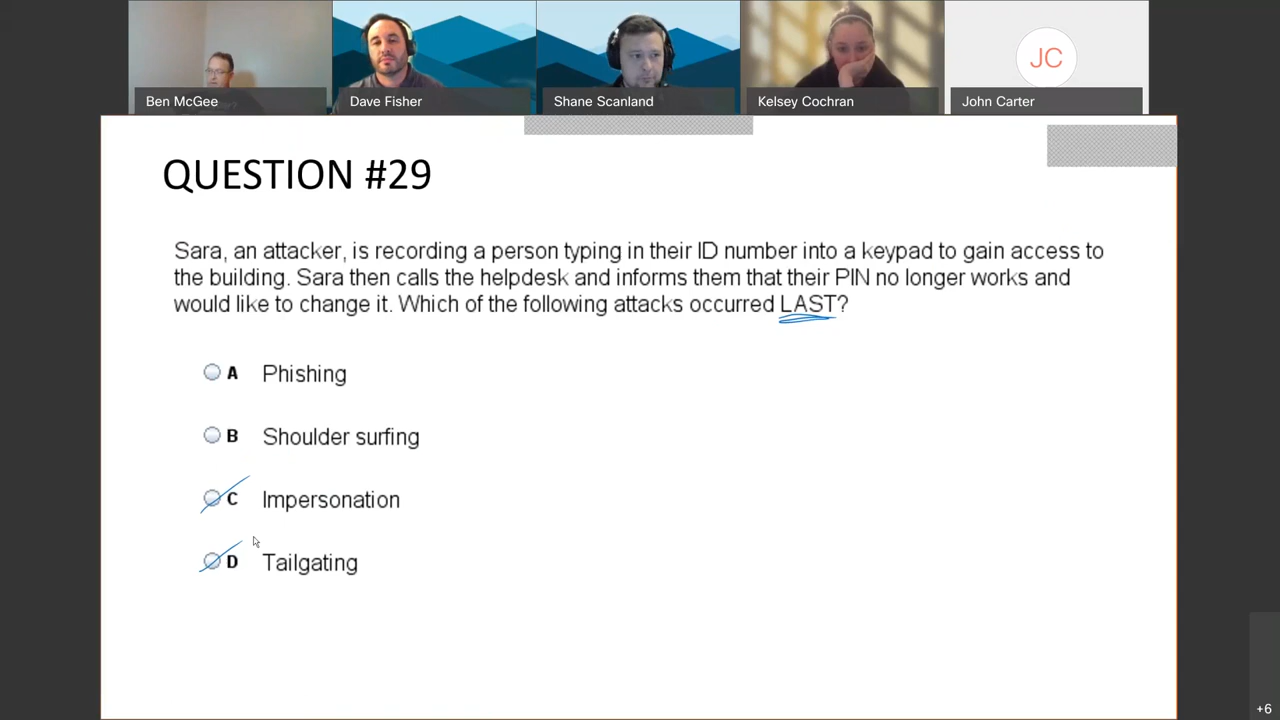 Ben McGee
Dave Fisher
Shane Scanland
Kelsey Cochran
JC
John Carter
QUESTION #29
Sara, an attacker, is recording a person typing in their ID number into a keypad to gain access to
the building. Sara then calls the helpdesk and informs them that their PIN no longer works and
would like to change it. Which of the following attacks occurred LAST?
A Phishing
B Shoulder surfing
C Impersonation
D Tailgating
+6